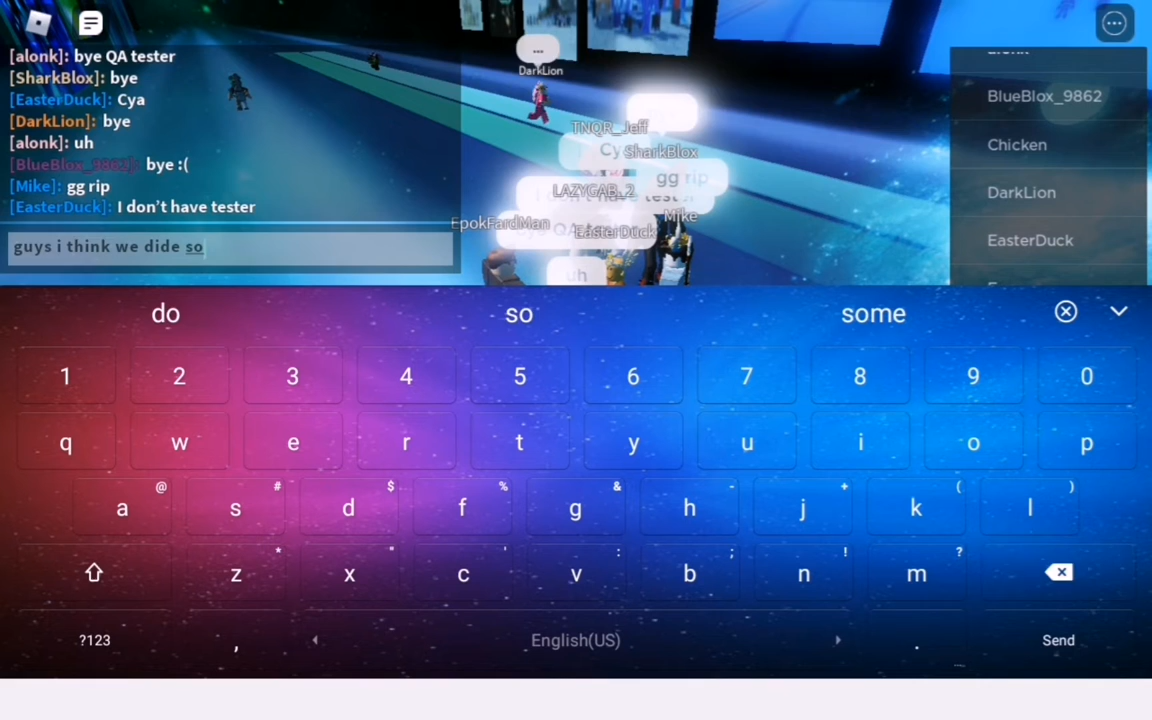 [alonk]: bye QA tester
[SharkBlox]: bye
[EasterDuck]: Cya
[DarkLion]: bye
[alonk]: uh
[BlueBlox_9862]: bye :(
[Mike]: gg rip
[EasterDuck]: I don't have tester
guys i think we dide so
...
DarkLion
TNQR_Jeff
Cy
SharkBlox
gg rip
LAZYGAB_2
Mike
EpokFardMan
EasterDuck
uh
BlueBlox_9862
Chicken
DarkLion
EasterDuck
do so some
1 2 3 4 5 6 7 8 9 0
q w e r t y u i o p
@ # $ % & - + ( )
a s d f g h j k l
* " ' : ; ! ?
z x c v b n m
?123 , English(US) . Send